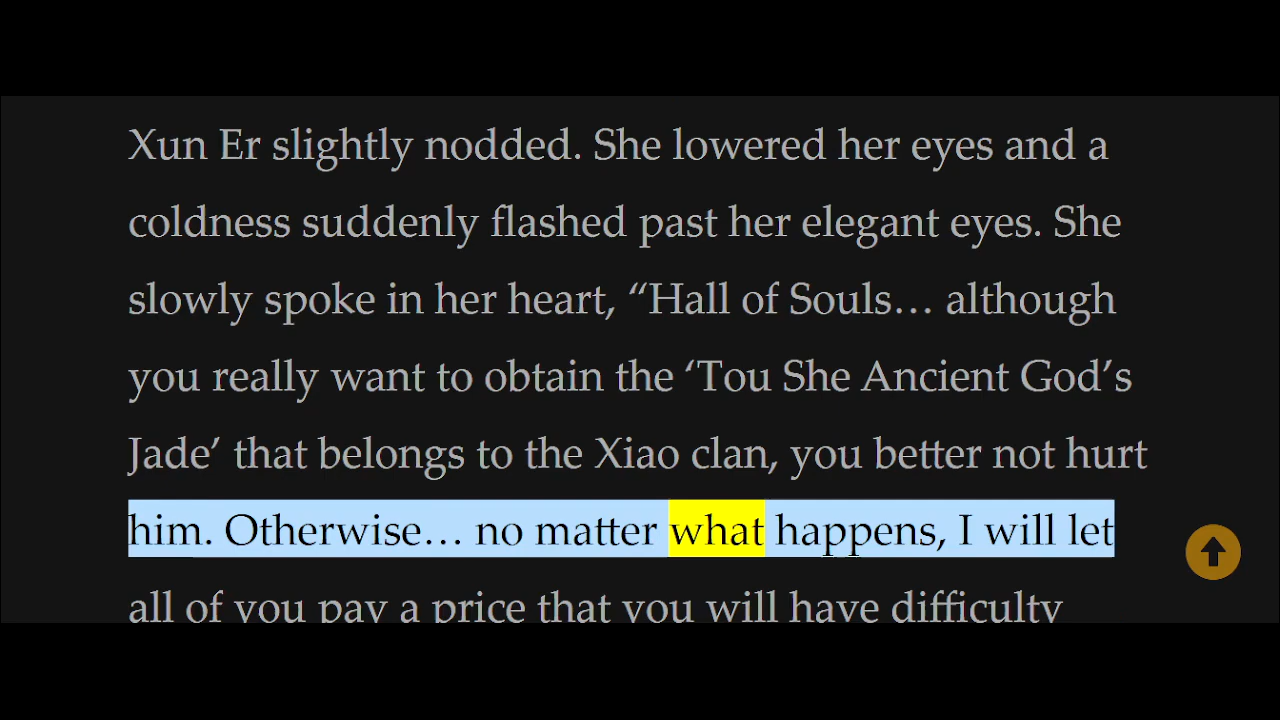 Xun Er slightly nodded. She lowered her eyes and a
coldness suddenly flashed past her elegant eyes. She
slowly spoke in her heart, “Hall of Souls… although
you really want to obtain the ‘Tou She Ancient God’s
Jade’ that belongs to the Xiao clan, you better not hurt
him. Otherwise… no matter what happens, I will let
all of you pay a price that you will have difficulty